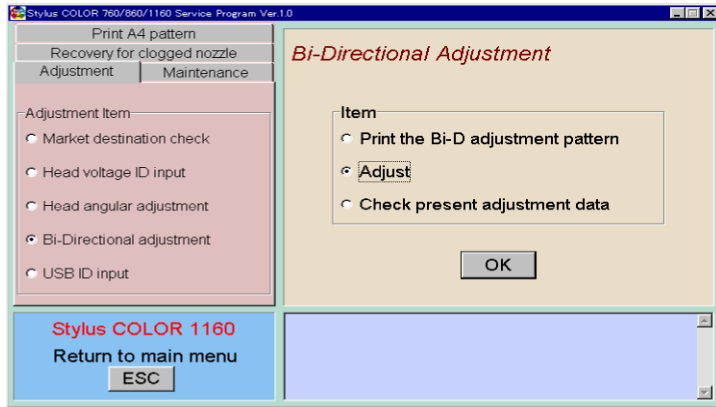 Stylus COLOR 760/860/1160 Service Program Ver.1.0
Print A4 pattern
Recovery for clogged nozzle
Adjustment Maintenance
Adjustment Item
Market destination check
Head voltage ID input
Head angular adjustment
Bi-Directional adjustment
USB ID input
Bi-Directional Adjustment
Item
Print the Bi-D adjustment pattern
Adjust
Check present adjustment data
OK
Stylus COLOR 1160
Return to main menu
ESC